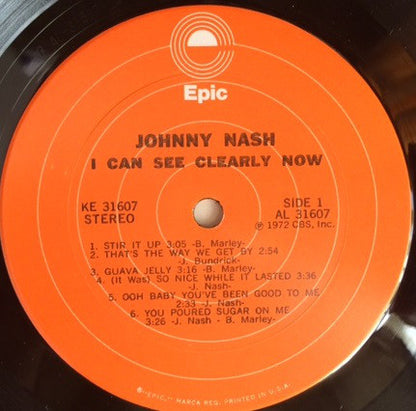 Epic
JOHNNY NASH
I CAN SEE CLEARLY NOW
KE 31607
STEREO
SIDE 1
AL 31607
℗ 1972 CBS, Inc.
1. STIR IT UP 3:05 -B. Marley-
2. THAT'S THE WAY WE GET BY 2:54
-J. Bundrick-
3. GUAVA JELLY 3:16 -B. Marley-
4. (It Was) SO NICE WHILE IT LASTED 3:36
-J. Nash-
5. OOH BABY YOU'VE BEEN GOOD TO ME
2:33 -J. Nash-
6. YOU POURED SUGAR ON ME
3:26 -J. Nash - B. Marley-
®"EPIC," MARCA REG. PRINTED IN U.S.A.